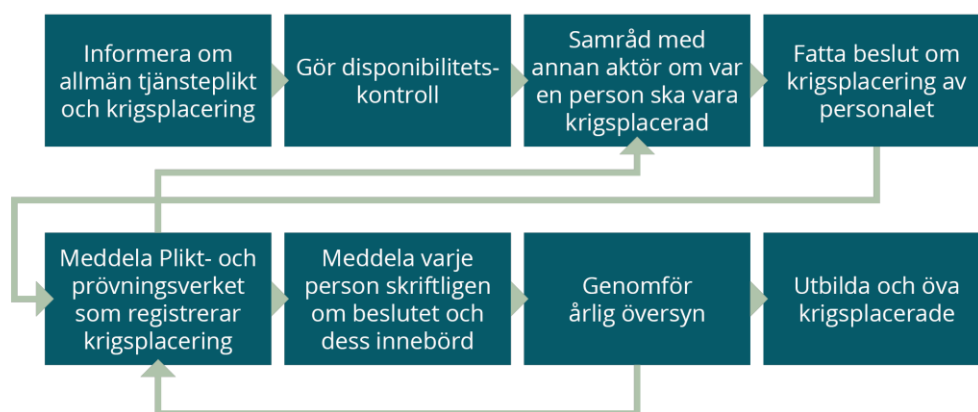 Informera om
allmän tjänsteplikt
och krigsplacering
Gör disponibilitets-
kontroll
Samråd med
annan aktör om var
en person ska vara
krigsplacerad
Fatta beslut om
krigsplacering av
personalet
Meddela Plikt- och
prövningsverket
som registrerar
krigsplacering
Meddela varje
person skriftligen
om beslutet och
dess innebörd
Genomför
årlig översyn
Utbilda och öva
krigsplacerade